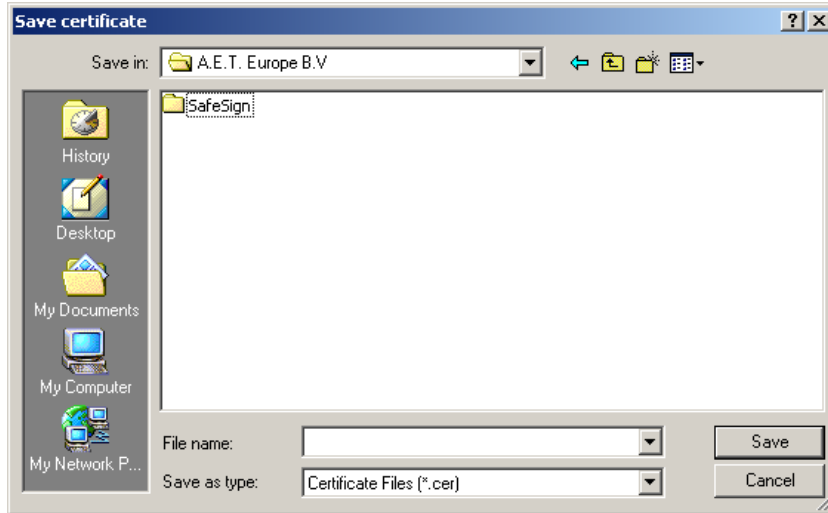 Save certificate
Save in: A.E.T. Europe B.V
SafeSign
History
Desktop
My Documents
My Computer
My Network P...
File name:
Save
Save as type: Certificate Files (*.cer)
Cancel